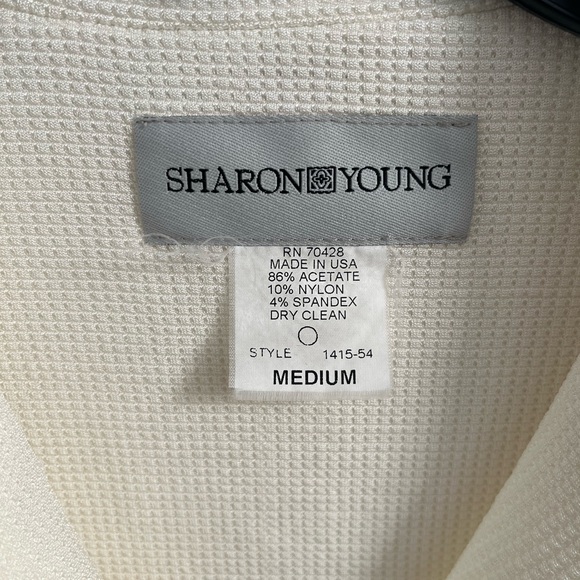 SHARON YOUNG
RN 70428
MADE IN USA
86% ACETATE
10% NYLON
4% SPANDEX
DRY CLEAN
STYLE 1415-54
MEDIUM